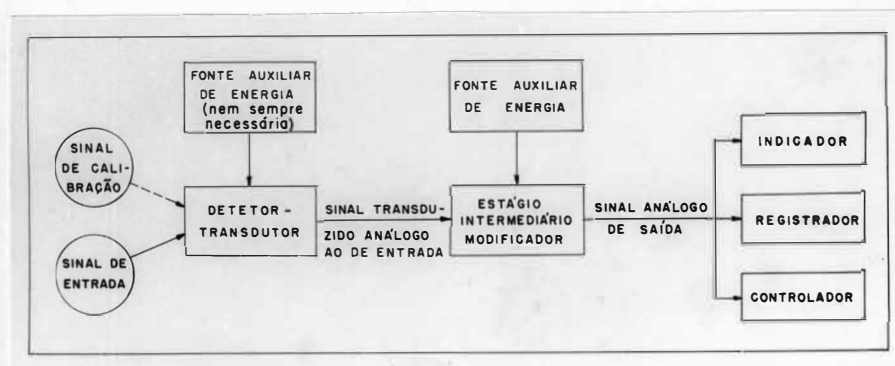 FONTE AUXILIAR
DE ENERGIA
(nem sempre
necessária)
FONTE AUXILIAR
DE ENERGIA
SINAL
DE CALI-
BRAÇÃO
SINAL DE
ENTRADA
DETETOR -
TRANSDUTOR
SINAL TRANSDU-
ZIDO ANÁLOGO
AO DE ENTRADA
ESTÁGIO
INTERMEDIÁRIO
MODIFICADOR
SINAL ANÁLOGO
DE SAÍDA
INDICADOR
REGISTRADOR
CONTROLADOR